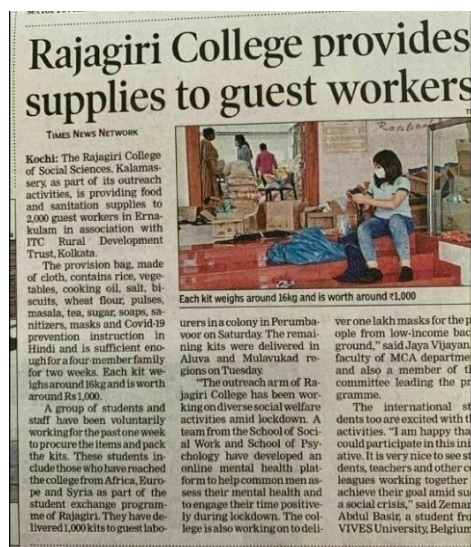 Rajagiri College provides
supplies to guest workers
TIMES NEWS NETWORK
Kochi: The Rajagiri College
of Social Sciences, Kalamas-
sery, as part of its outreach
activities, is providing food
and sanitation supplies to
2,000 guest workers in Erna-
kulam in association with
ITC Rural Development
Trust, Kolkata.
The provision bag, made
of cloth, contains rice, vege-
tables, cooking oil, salt, bi-
scuits, wheat flour, pulses,
masala, tea, sugar, soaps, sa-
nitizers, masks and Covid-19
prevention instruction in
Hindi and is sufficient eno-
ugh for a four-member family
for two weeks. Each kit we-
ighs around 16kg and is worth
around Rs 1,000.
A group of students and
staff have been voluntarily
working for the past one week
to procure the items and pack
the kits. These students in-
clude those who have reached
the college from Africa, Euro-
pe and Syria as part of the
student exchange program-
me of Rajagiri. They have de-
livered 1,000 kits to guest labo-
Each kit weighs around 16kg and is worth around ₹1,000
urers in a colony in Perumba-
voor on Saturday. The remai-
ning kits were delivered in
Aluva and Mulavukad re-
gions on Tuesday.
"The outreach arm of Ra-
jagiri College has been wor-
king on diverse social welfare
activities amid lockdown. A
team from the School of Soci-
al Work and School of Psy-
chology have developed an
online mental health plat-
form to help common men as-
sess their mental health and
to engage their time positive-
ly during lockdown. The col-
lege is also working on to deli-
ver one lakh masks for the p
ople from low-income bac
ground," said Jaya Vijayan
faculty of MCA departme
and also a member of t
committee leading the pr
gramme.
The international st
dents too are excited with t
activities. "I am happy tha
could participate in this ini
ative. It is very nice to see st
dents, teachers and other c
leagues working together
achieve their goal amid su
a social crisis," said Zemar
Abdul Basir, a student fro
VIVES University, Belgium